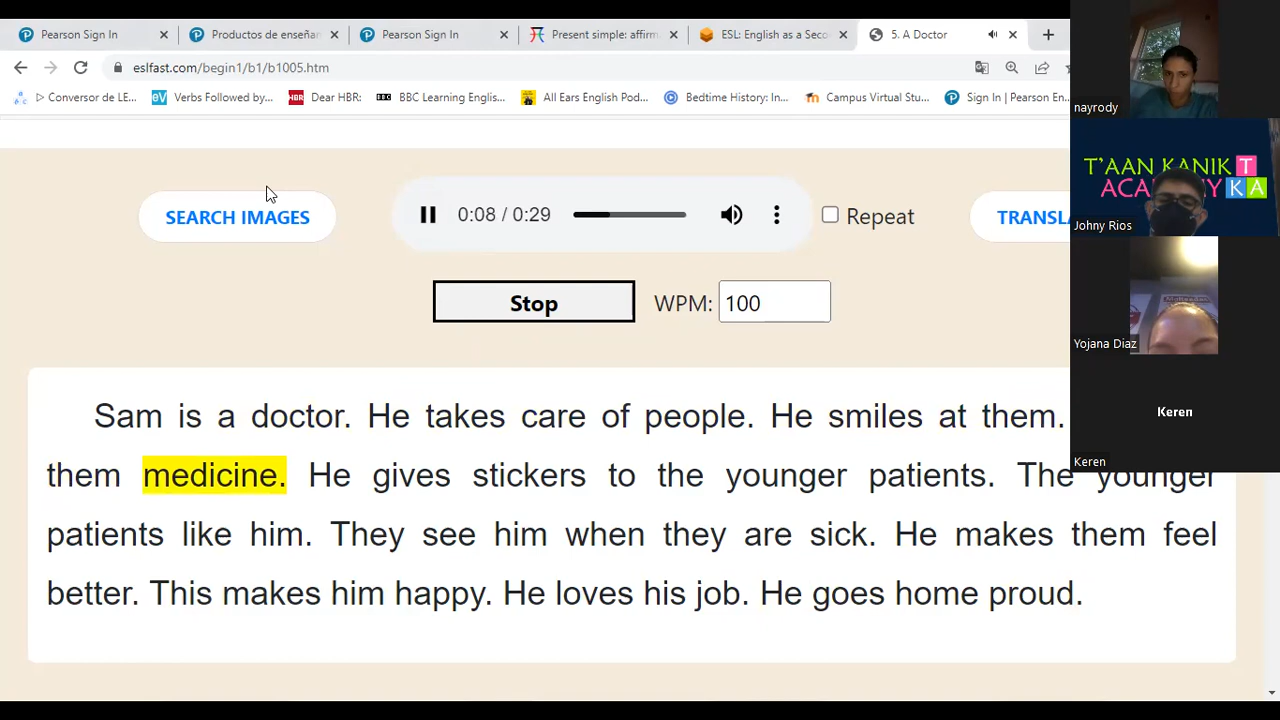 Pearson Sign In
Productos de enseñan
Pearson Sign In
Present simple: affirm
ESL: English as a Seco
5. A Doctor
eslfast.com/begin1/b1/b1005.htm
Conversor de LE...
Verbs Followed by...
Dear HBR:
BBC Learning Englis...
All Ears English Pod...
Bedtime History: In...
Campus Virtual Stu...
Sign In | Pearson En
SEARCH IMAGES
0:08 / 0:29
Repeat
TRANSLA
Stop
WPM: 100
Sam is a doctor. He takes care of people. He smiles at them.
them medicine. He gives stickers to the younger patients. The younger
patients like him. They see him when they are sick. He makes them feel
better. This makes him happy. He loves his job. He goes home proud.
nayrody
T'AAN KANIK T
ACADEMY KA
Johny Rios
Yojana Diaz
Keren
Keren